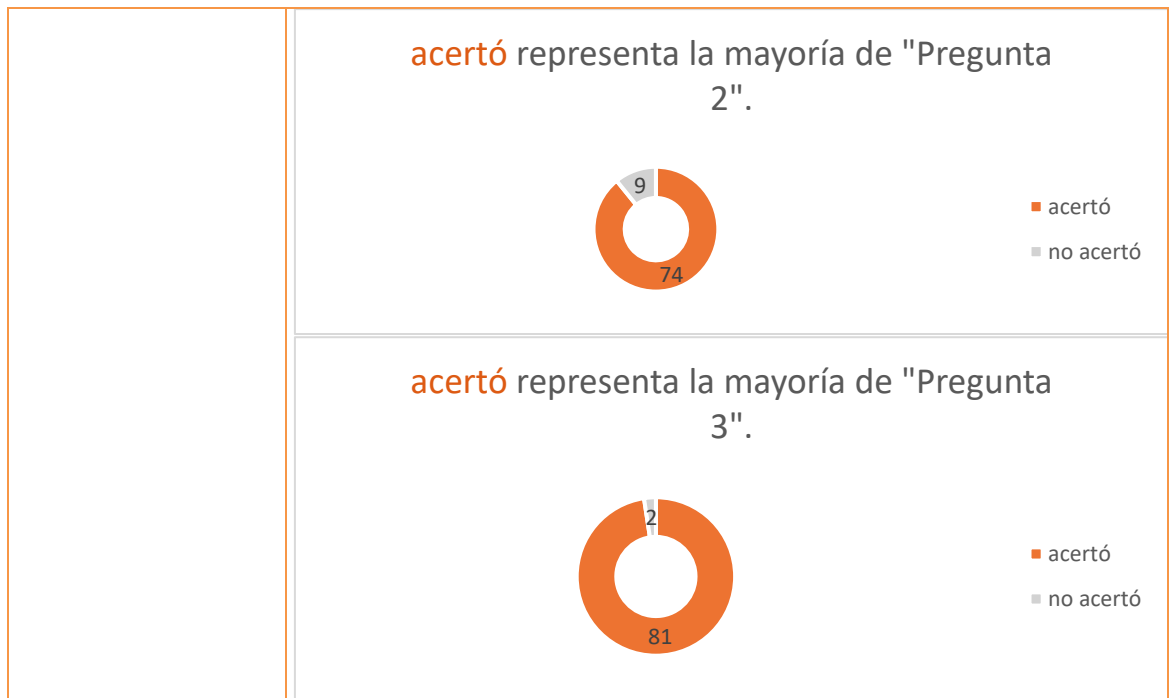 acertó representa la mayoría de "Pregunta
2".
9
74
acertó
no acertó
acertó representa la mayoría de "Pregunta
3".
2
81
acertó
no acertó